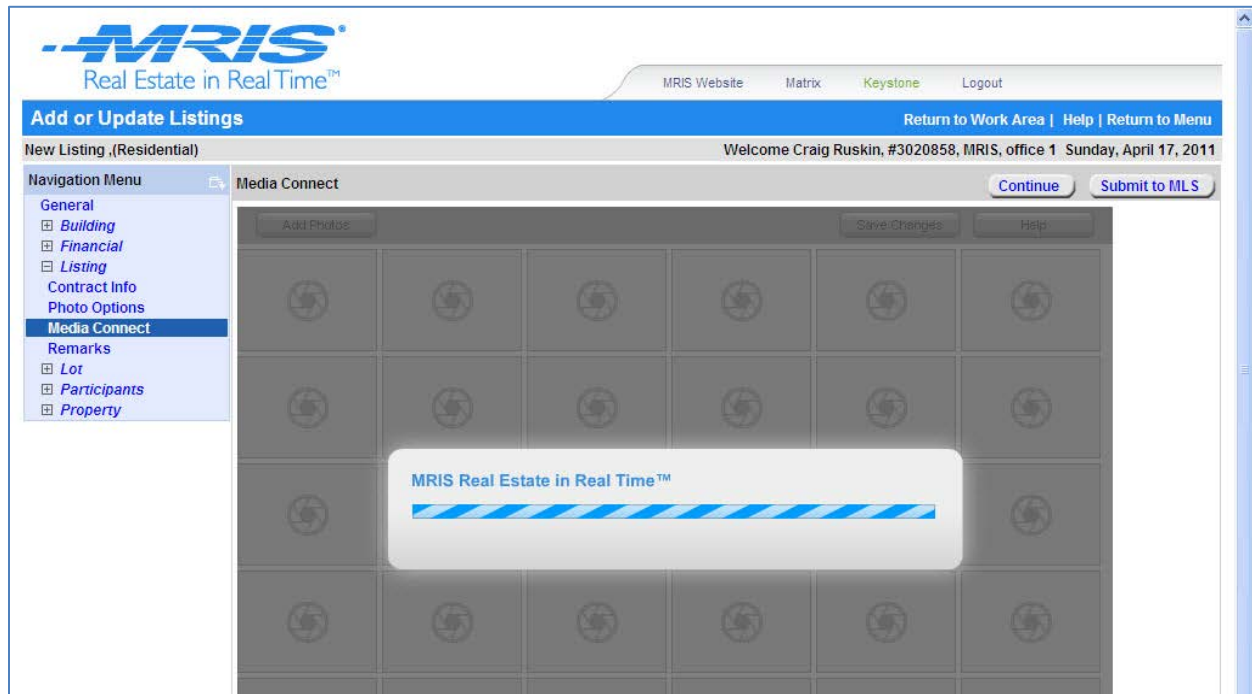 MRIS
Real Estate in Real Time™
MRIS Website Matrix Keystone Logout
Add or Update Listings
Return to Work Area | Help | Return to Menu
New Listing ,(Residential)
Welcome Craig Ruskin, #3020858, MRIS, office 1 Sunday, April 17, 2011
Navigation Menu
General
Building
Financial
Listing
Contract Info
Photo Options
Media Connect
Remarks
Lot
Participants
Property
Media Connect
Continue
Submit to MLS
Add Photos
Save Changes
Help
MRIS Real Estate in Real Time™